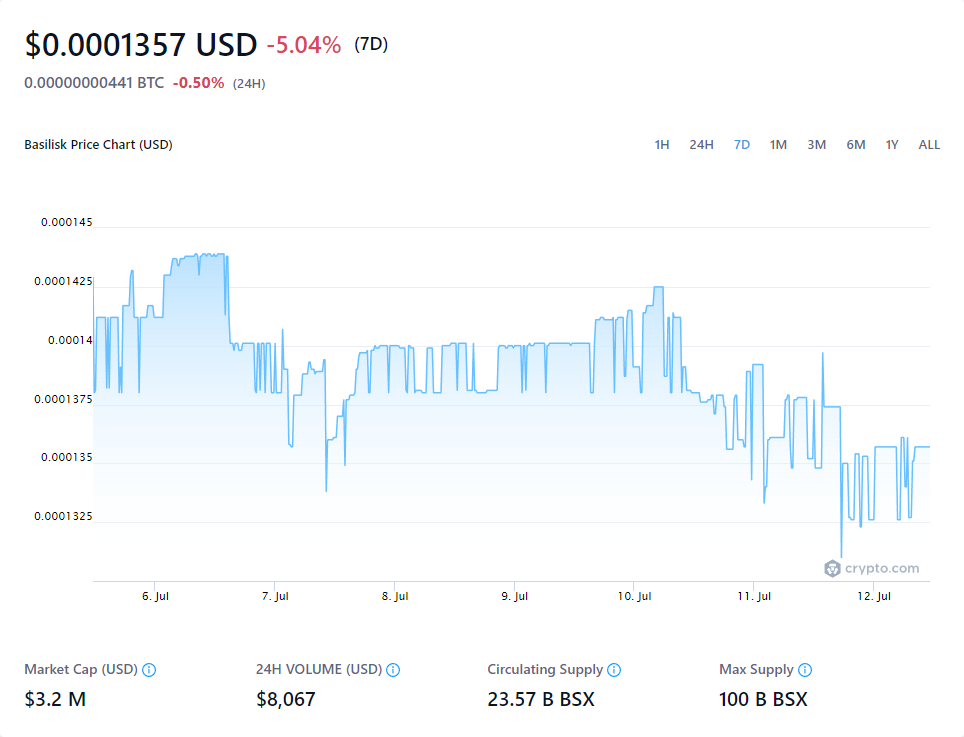 $0.0001357 USD -5.04% (7D)
0.00000000441 BTC -0.50% (24H)
Basilisk Price Chart (USD) 1H 24H 7D 1M 3M 6M 1Y ALL
0.000145
0.0001425
0.00014
0.0001375
0.000135
0.0001325
crypto.com
6. Jul 7. Jul 8. Jul 9. Jul 10. Jul 11. Jul 12. Jul
Market Cap (USD) 24H VOLUME (USD) Circulating Supply Max Supply
$3.2 M $8,067 23.57 B BSX 100 B BSX